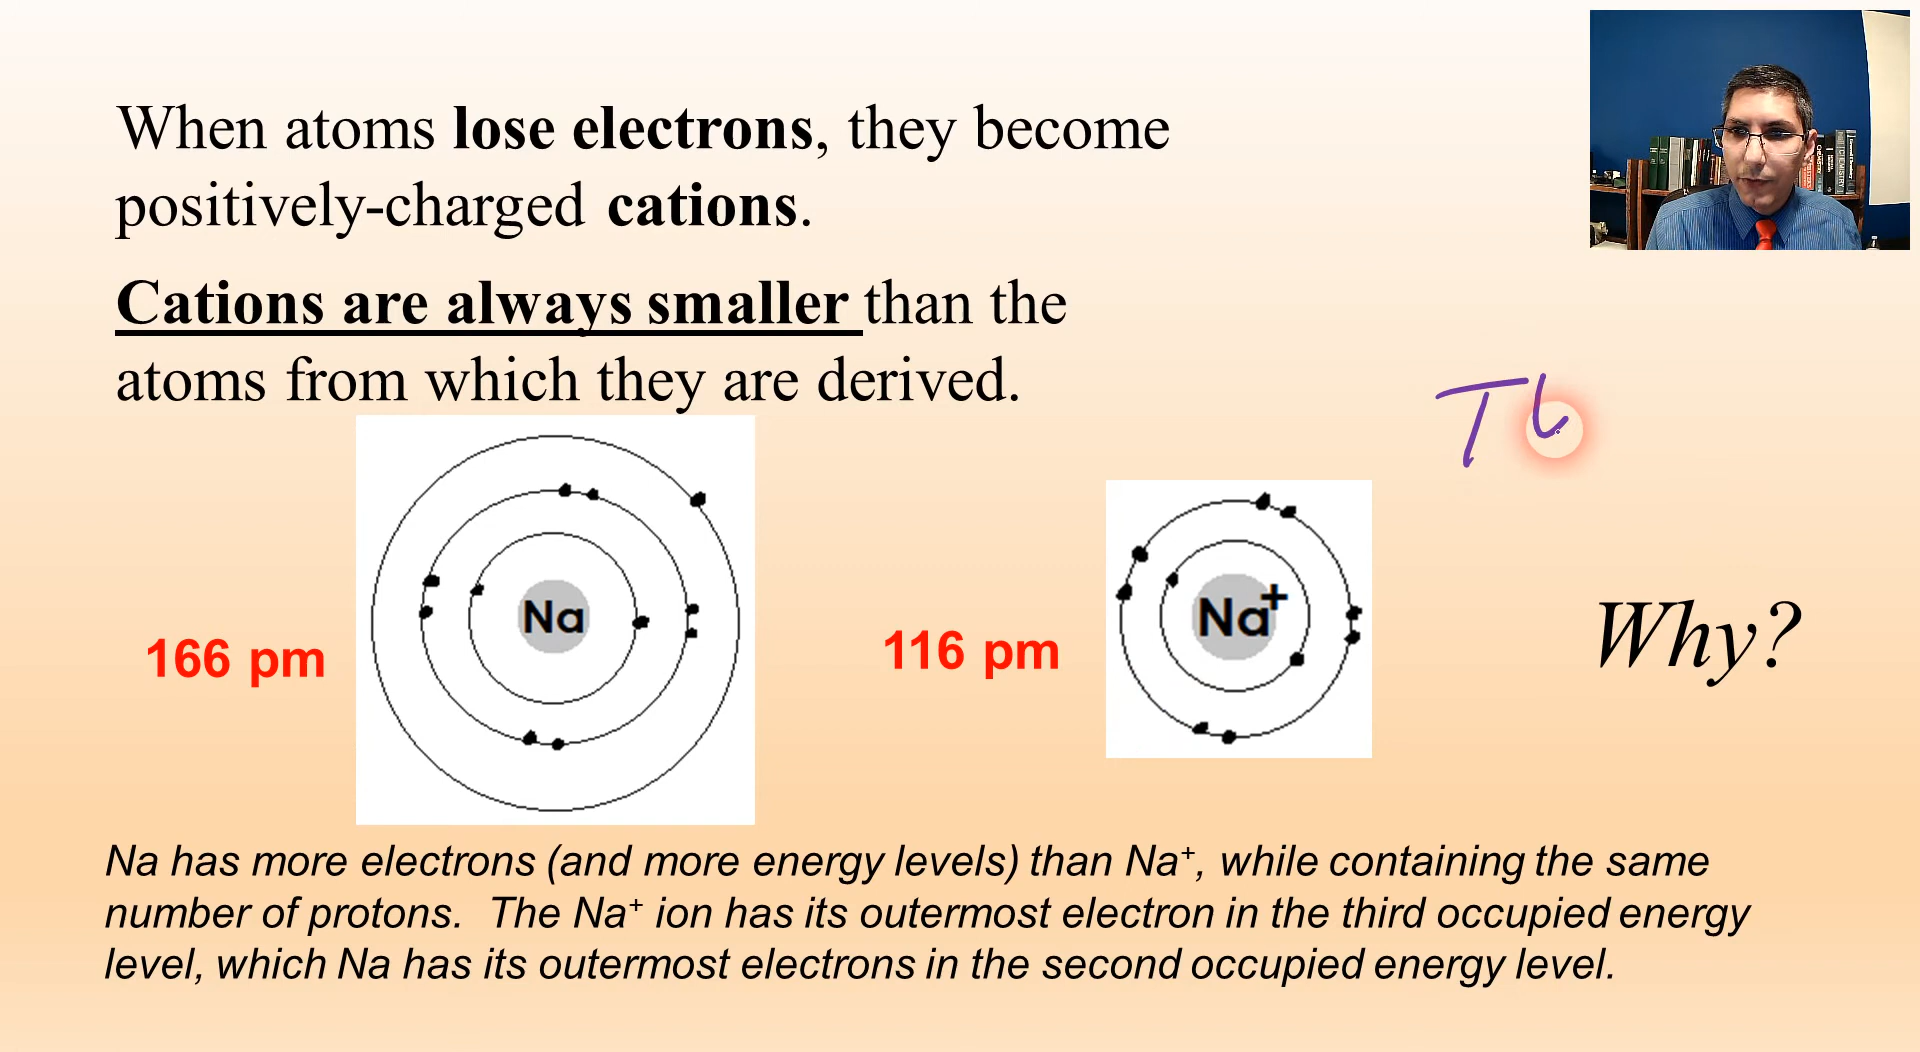 When atoms lose electrons, they become
positively-charged cations.
Cations are always smaller than the
atoms from which they are derived.
Na
166 pm
116 pm
Na⁺
Why?
Na has more electrons (and more energy levels) than Na⁺, while containing the same
number of protons. The Na⁺ ion has its outermost electron in the third occupied energy
level, which Na has its outermost electrons in the second occupied energy level.